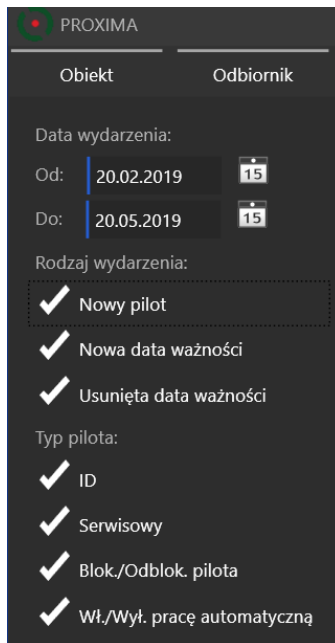 PROXIMA
Obiekt Odbiornik
Data wydarzenia:
Od: 20.02.2019 15
Do: 20.05.2019 15
Rodzaj wydarzenia:
Nowy pilot
Nowa data ważności
Usunięta data ważności
Typ pilota:
ID
Serwisowy
Blok./Odblok. pilota
Wł./Wył. pracę automatyczną